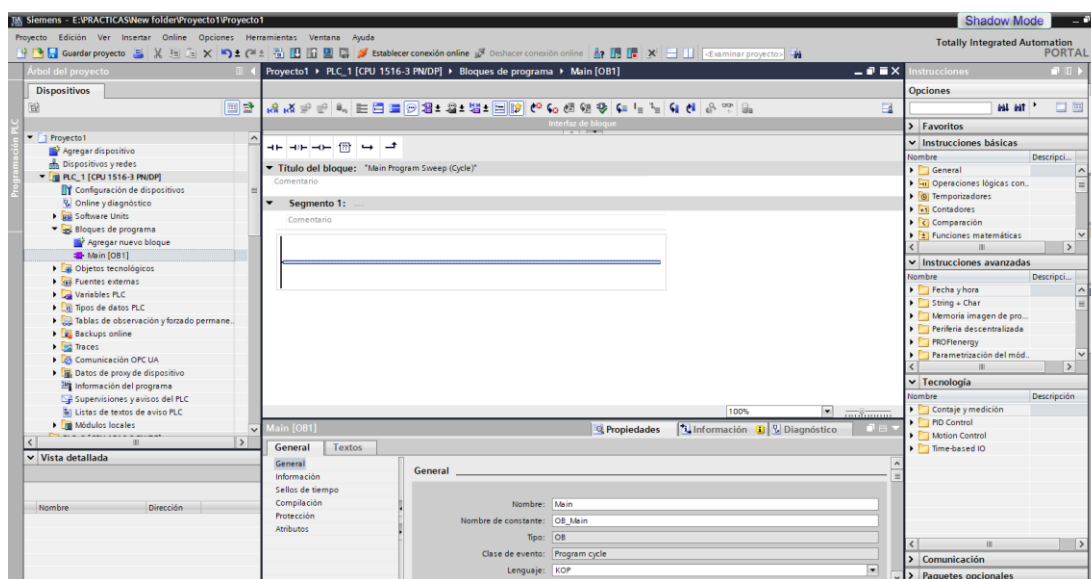 Siemens - E:\PRACTICAS\New folder\Proyecto1\Proyecto1
Shadow Mode
Proyecto Edición Ver Insertar Online Opciones Herramientas Ventana Ayuda
Totally Integrated Automation
PORTAL
Guardar proyecto
Establecer conexión online
Deshacer conexión online
<Examinar proyecto>
Árbol del proyecto
Proyecto1 PLC_1 [CPU 1516-3 PN/DP] Bloques de programa Main [OB1]
Instrucciones
Programación PLC
Dispositivos
Proyecto1
Agregar dispositivo
Dispositivos y redes
PLC_1 [CPU 1516-3 PN/DP]
Configuración de dispositivos
Online y diagnóstico
Software Units
Bloques de programa
Agregar nuevo bloque
Main [OB1]
Objetos tecnológicos
Fuentes externas
Variables PLC
Tipos de datos PLC
Tablas de observación y forzado permane..
Backups online
Traces
Comunicación OPC UA
Datos de proxy de dispositivo
Información del programa
Supervisiones y avisos del PLC
Listas de textos de aviso PLC
Módulos locales
Vista detallada
Nombre Dirección
Interfaz de bloque
Título del bloque: "Main Program Sweep (Cycle)"
Comentario
Segmento 1: ....
Comentario
100%
Main [OB1]
Propiedades Información Diagnóstico
General Textos
General
Información
Sellos de tiempo
Compilación
Protección
Atributos
General
Nombre: Main
Nombre de constante: OB_Main
Tipo: OB
Clase de evento: Program cycle
Lenguaje: KOP
Opciones
Favoritos
Instrucciones básicas
Nombre Descripci...
General
Operaciones lógicas con..
Temporizadores
Contadores
Comparación
Funciones matemáticas
Instrucciones avanzadas
Nombre Descripci...
Fecha y hora
String + Char
Memoria imagen de pro...
Periferia descentralizada
PROFIenergy
Parametrización del mód..
Tecnología
Nombre Descripción
Contaje y medición
PID Control
Motion Control
Time-based IO
Comunicación
Paquetes opcionales